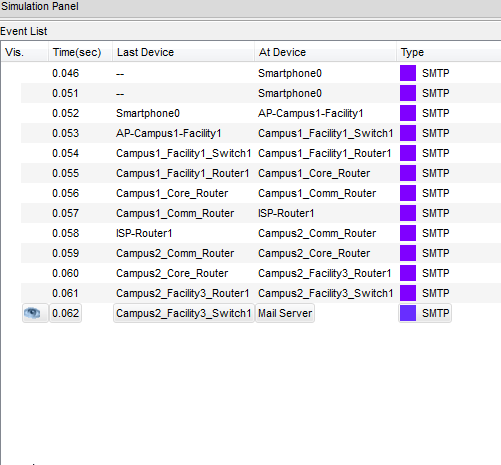 Simulation Panel
Event List
Vis. Time(sec) Last Device At Device Type
0.046 -- Smartphone0 SMTP
0.051 -- Smartphone0 SMTP
0.052 Smartphone0 AP-Campus1-Facility1 SMTP
0.053 AP-Campus1-Facility1 Campus1_Facility1_Switch1 SMTP
0.054 Campus1_Facility1_Switch1 Campus1_Facility1_Router1 SMTP
0.055 Campus1_Facility1_Router1 Campus1_Core_Router SMTP
0.056 Campus1_Core_Router Campus1_Comm_Router SMTP
0.057 Campus1_Comm_Router ISP-Router1 SMTP
0.058 ISP-Router1 Campus2_Comm_Router SMTP
0.059 Campus2_Comm_Router Campus2_Core_Router SMTP
0.060 Campus2_Core_Router Campus2_Facility3_Router1 SMTP
0.061 Campus2_Facility3_Router1 Campus2_Facility3_Switch1 SMTP
0.062 Campus2_Facility3_Switch1 Mail Server SMTP